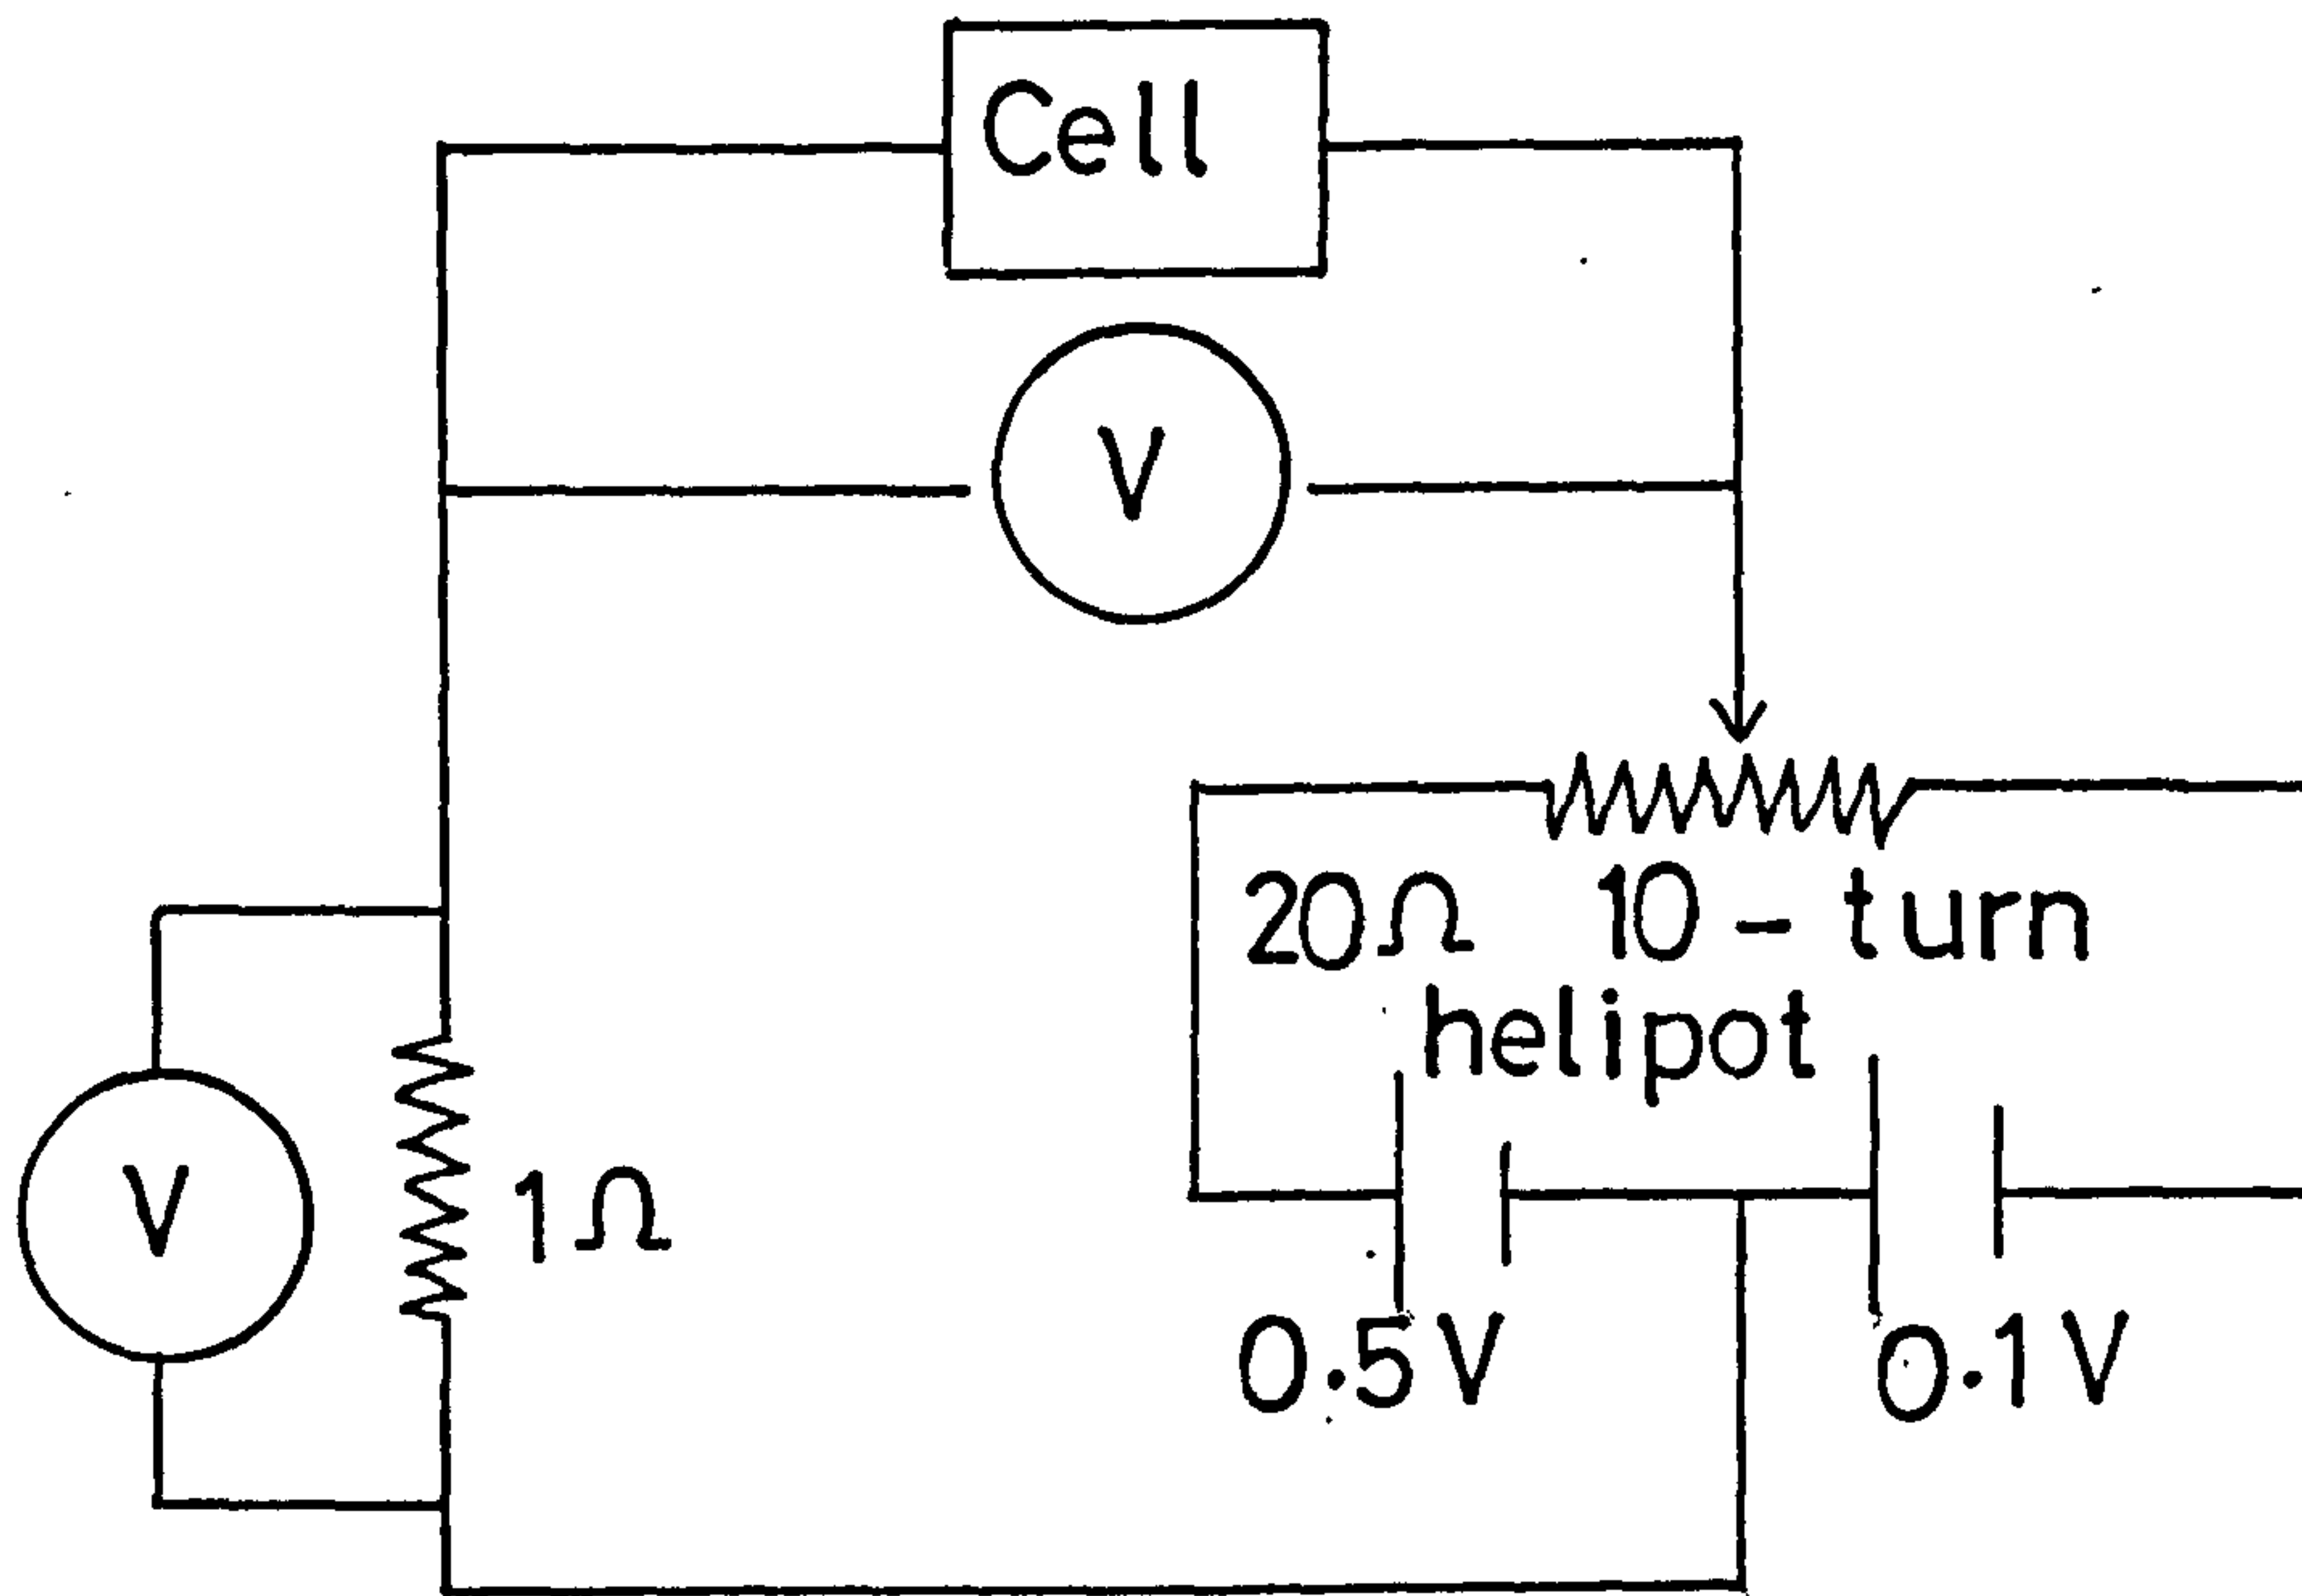 Cell
V
20Ω 10-turn
helipot
V
1Ω
0.5V
0.1V